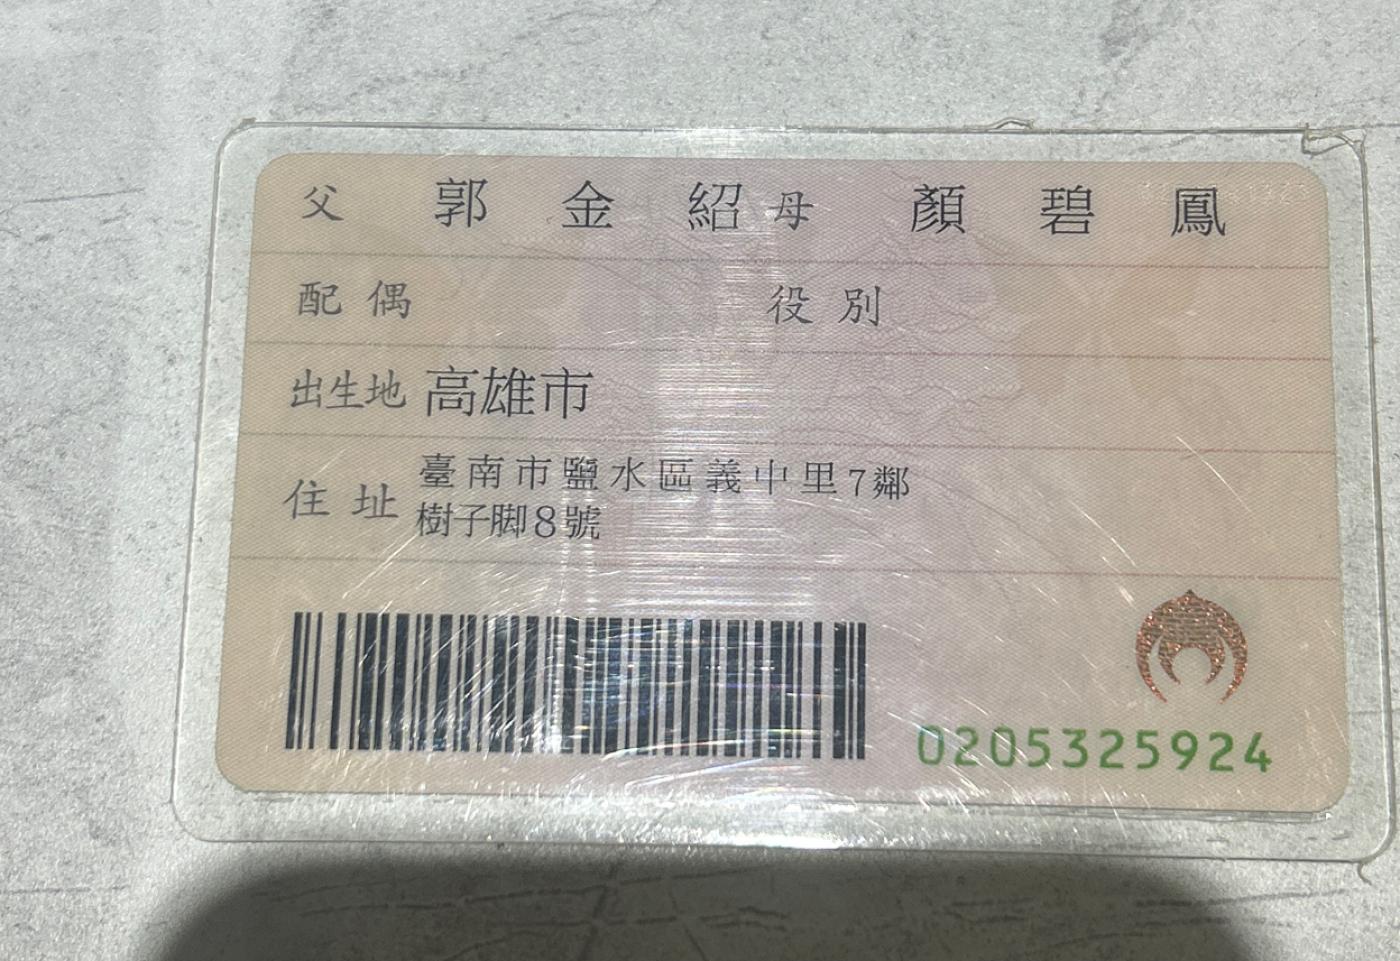 父 郭金紹 母 顏碧鳳
配偶 役別
出生地 高雄市
住址 臺南市鹽水區義中里7鄰
樹子脚8號
0205325924